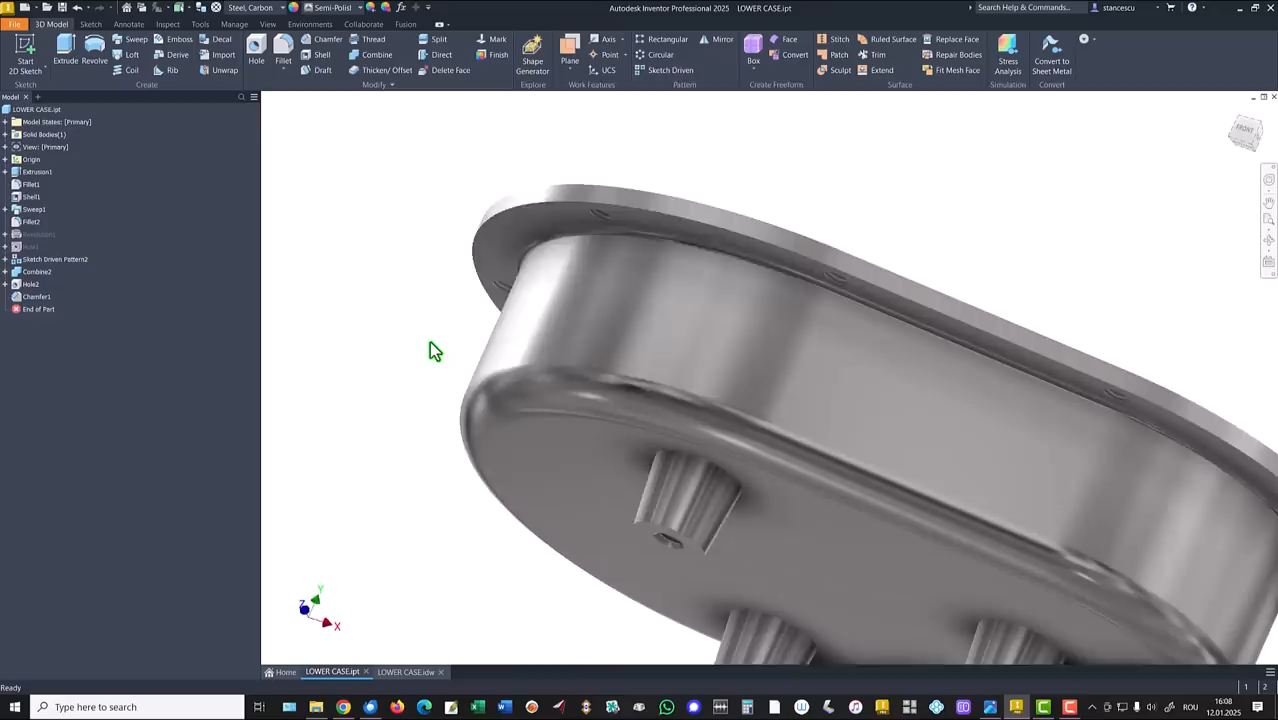 Steel, Carbon
Semi-Polisl
Autodesk Inventor Professional 2025 LOWER CASE.ipt
Search Help & Commands...
stancescu
File 3D Model Sketch Annotate Inspect Tools Manage View Environments Collaborate Fusion
Start
2D Sketch
Extrude
Revolve
Sweep Emboss Decal
Loft Derive Import
Coil Rib Unwrap
Hole
Fillet
Chamfer Thread Split Mark
Shell Combine Direct Finish
Draft Thicken/ Offset Delete Face
Shape
Generator
Plane
Axis
Point
UCS
Rectangular Mirror
Circular
Sketch Driven
Box
Face
Convert
Stitch Ruled Surface Replace Face
Patch Trim Repair Bodies
Sculpt Extend Fit Mesh Face
Stress
Analysis
Convert to
Sheet Metal
Sketch Create Modify Explore Work Features Pattern Create Freeform Surface Simulation Convert
Model
LOWER CASE.ipt
Model States: [Primary]
Solid Bodies(1)
View: [Primary]
Origin
Extrusion1
Fillet1
Shell1
Sweep1
Fillet2
Revolution1
Hole1
Sketch Driven Pattern2
Combine2
Hole2
Chamfer1
End of Part
FRONT
Y
Z
X
Home LOWER CASE.ipt LOWER CASE.idw
Ready
1 2
Type here to search
16:08
12.01.2025